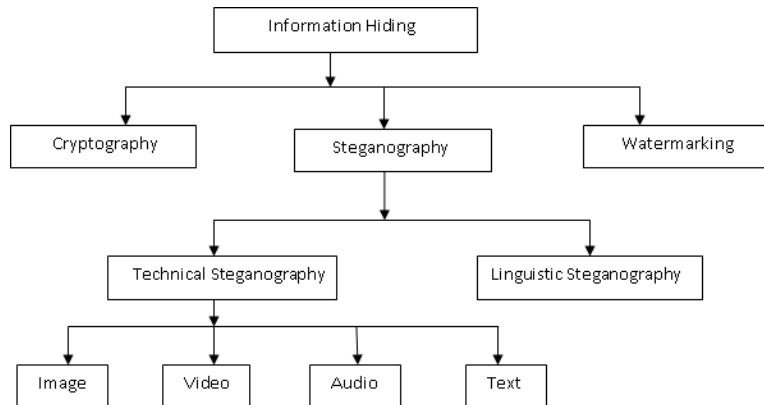 Information Hiding
Cryptography
Steganography
Watermarking
Technical Steganography
Linguistic Steganography
Image
Video
Audio
Text